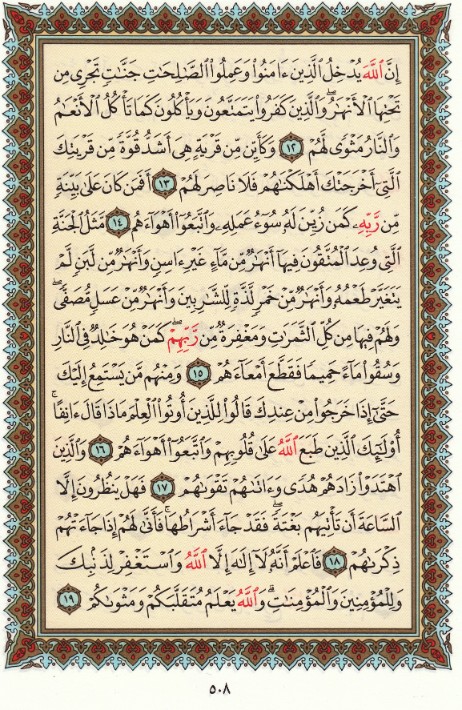 إِنَّ ٱللَّهَ يُدْخِلُ ٱلَّذِينَ ءَامَنُوا۟ وَعَمِلُوا۟ ٱلصَّـٰلِحَـٰتِ جَنَّـٰتٍ تَجْرِى مِن
تَحْتِهَا ٱلْأَنْهَـٰرُ ۖ وَٱلَّذِينَ كَفَرُوا۟ يَتَمَتَّعُونَ وَيَأْكُلُونَ كَمَا تَأْكُلُ ٱلْأَنْعَـٰمُ
وَٱلنَّارُ مَثْوًى لَّهُمْ ١٢ وَكَأَيِّن مِّن قَرْيَةٍ هِىَ أَشَدُّ قُوَّةً مِّن قَرْيَتِكَ
ٱلَّتِىٓ أَخْرَجَتْكَ أَهْلَكْنَـٰهُمْ فَلَا نَاصِرَ لَهُمْ ١٣ أَفَمَن كَانَ عَلَىٰ بَيِّنَةٍ
مِّن رَّبِّهِۦ كَمَن زُيِّنَ لَهُۥ سُوٓءُ عَمَلِهِۦ وَٱتَّبَعُوٓا۟ أَهْوَآءَهُم ١٤ مَّثَلُ ٱلْجَنَّةِ
ٱلَّتِى وُعِدَ ٱلْمُتَّقُونَ ۖ فِيهَآ أَنْهَـٰرٌ مِّن مَّآءٍ غَيْرِ ءَاسِنٍ وَأَنْهَـٰرٌ مِّن لَّبَنٍ لَّمْ
يَتَغَيَّرْ طَعْمُهُۥ وَأَنْهَـٰرٌ مِّنْ خَمْرٍ لَّذَّةٍ لِّلشَّـٰرِبِينَ وَأَنْهَـٰرٌ مِّنْ عَسَلٍ مُّصَفًّى ۖ
وَلَهُمْ فِيهَا مِن كُلِّ ٱلثَّمَرَٰتِ وَمَغْفِرَةٌ مِّن رَّبِّهِمْ ۖ كَمَنْ هُوَ خَـٰلِدٌ فِى ٱلنَّارِ
وَسُقُوا۟ مَآءً حَمِيمًا فَقَطَّعَ أَمْعَآءَهُمْ ١٥ وَمِنْهُم مَّن يَسْتَمِعُ إِلَيْكَ
حَتَّىٰٓ إِذَا خَرَجُوا۟ مِنْ عِندِكَ قَالُوا۟ لِلَّذِينَ أُوتُوا۟ ٱلْعِلْمَ مَاذَا قَالَ ءَانِفًا ۚ
أُو۟لَـٰٓئِكَ ٱلَّذِينَ طَبَعَ ٱللَّهُ عَلَىٰ قُلُوبِهِمْ وَٱتَّبَعُوٓا۟ أَهْوَآءَهُمْ ١٦ وَٱلَّذِينَ
ٱهْتَدَوْا۟ زَادَهُمْ هُدًى وَءَاتَىٰهُمْ تَقْوَىٰهُمْ ١٧ فَهَلْ يَنظُرُونَ إِلَّا
ٱلسَّاعَةَ أَن تَأْتِيَهُم بَغْتَةً ۖ فَقَدْ جَآءَ أَشْرَاطُهَا ۚ فَأَنَّىٰ لَهُمْ إِذَا جَآءَتْهُمْ
ذِكْرَىٰهُمْ ١٨ فَٱعْلَمْ أَنَّهُۥ لَآ إِلَـٰهَ إِلَّا ٱللَّهُ وَٱسْتَغْفِرْ لِذَنۢبِكَ
وَلِلْمُؤْمِنِينَ وَٱلْمُؤْمِنَـٰتِ ۗ وَٱللَّهُ يَعْلَمُ مُتَقَلَّبَكُمْ وَمَثْوَىٰكُمْ ١٩
٥٠٨